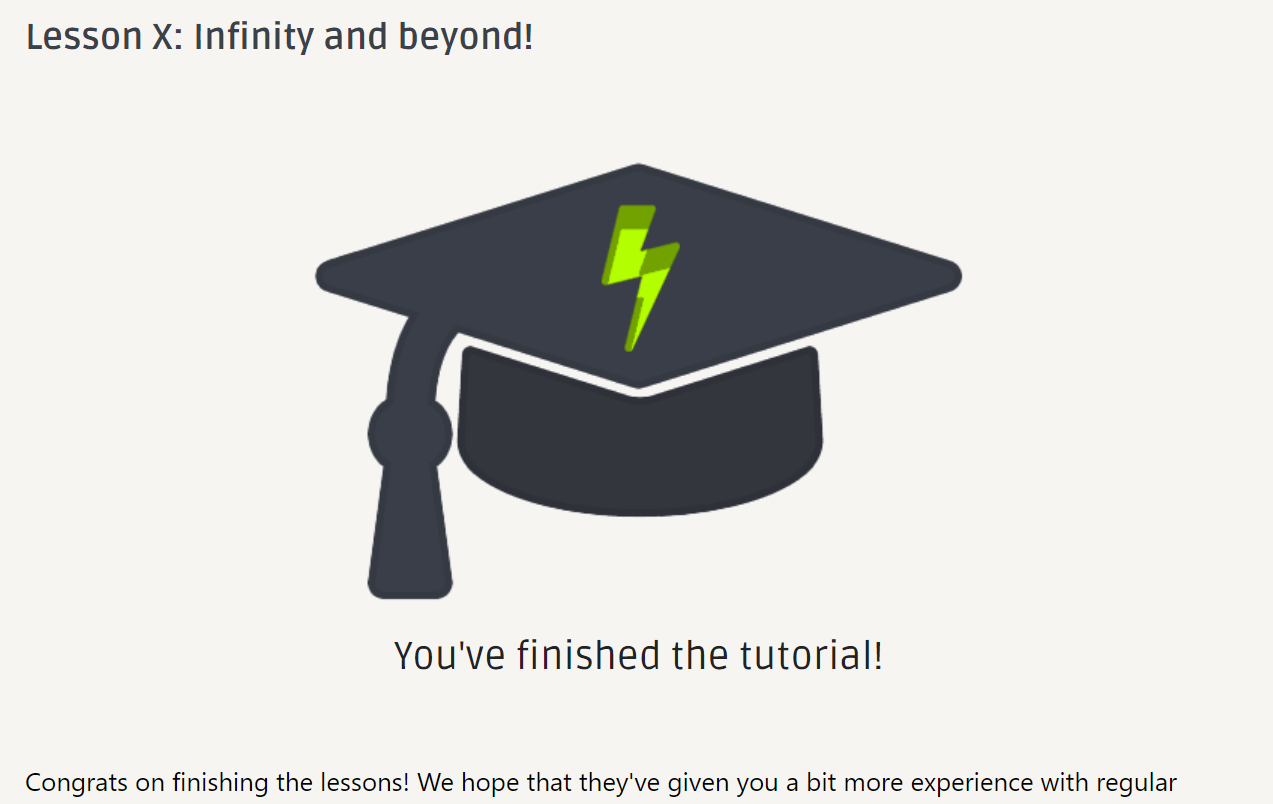 Lesson X: Infinity and beyond!
You've finished the tutorial!
Congrats on finishing the lessons! We hope that they've given you a bit more experience with regular